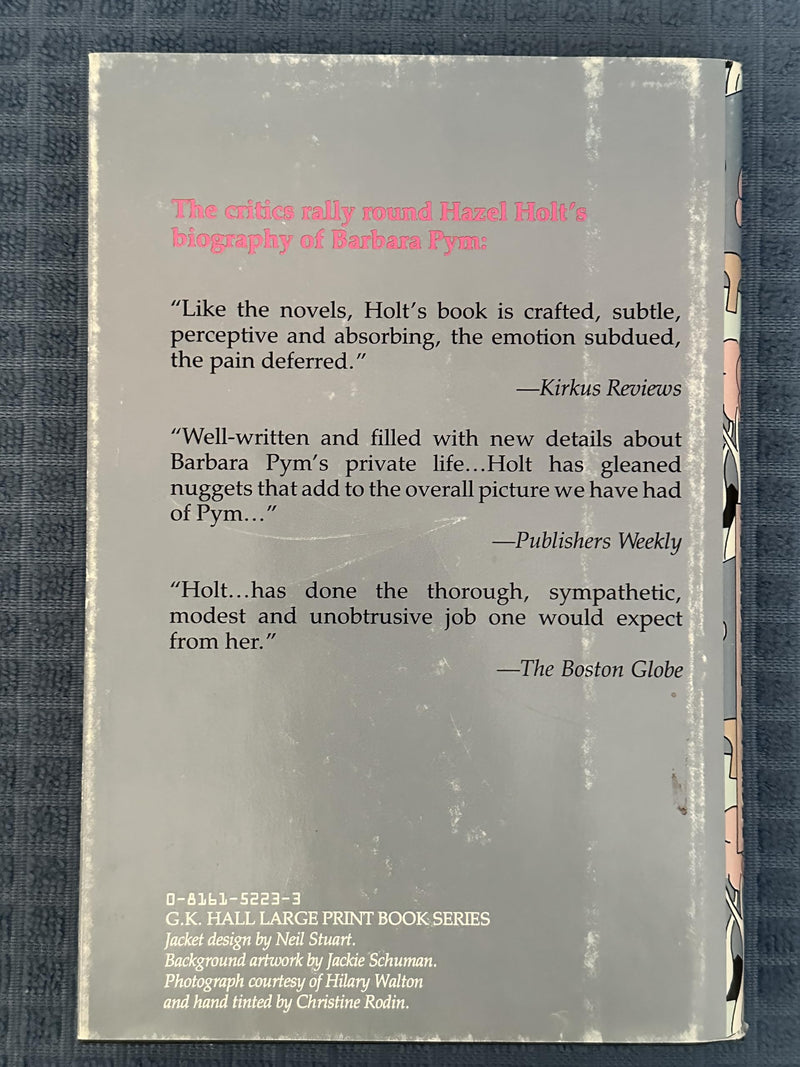 The critics rally round Hazel Holt's
biography of Barbara Pym:
“Like the novels, Holt's book is crafted, subtle,
perceptive and absorbing, the emotion subdued,
the pain deferred.”
—Kirkus Reviews
“Well-written and filled with new details about
Barbara Pym's private life...Holt has gleaned
nuggets that add to the overall picture we have had
of Pym...”
—Publishers Weekly
“Holt...has done the thorough, sympathetic,
modest and unobtrusive job one would expect
from her.”
—The Boston Globe
0-8161-5223-3
G.K. HALL LARGE PRINT BOOK SERIES
Jacket design by Neil Stuart.
Background artwork by Jackie Schuman.
Photograph courtesy of Hilary Walton
and hand tinted by Christine Rodin.